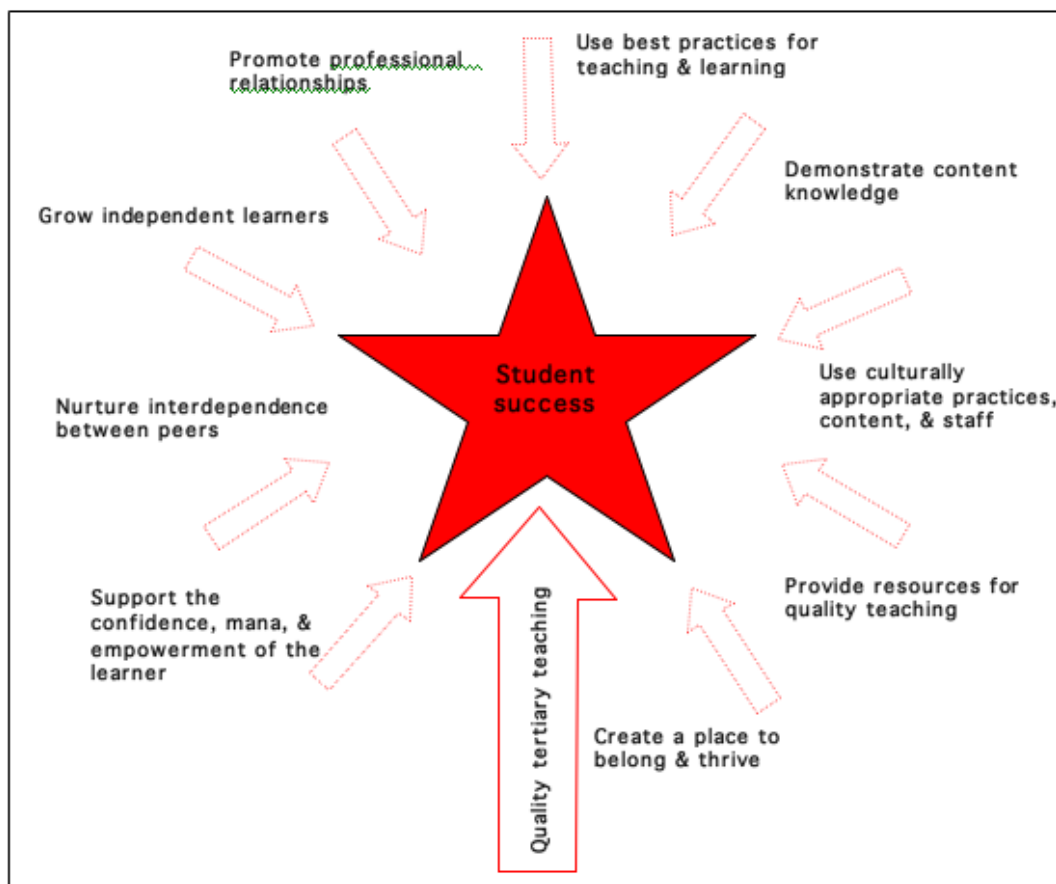 Use best practices for
teaching & learning
Promote professional
relationships
Demonstrate content
knowledge
Grow independent learners
Student
success
Use culturally
appropriate practices,
content, & staff
Nurture interdependence
between peers
Provide resources for
quality teaching
Support the
confidence, mana, &
empowerment of the
learner
Quality tertiary teaching
Create a place to
belong & thrive